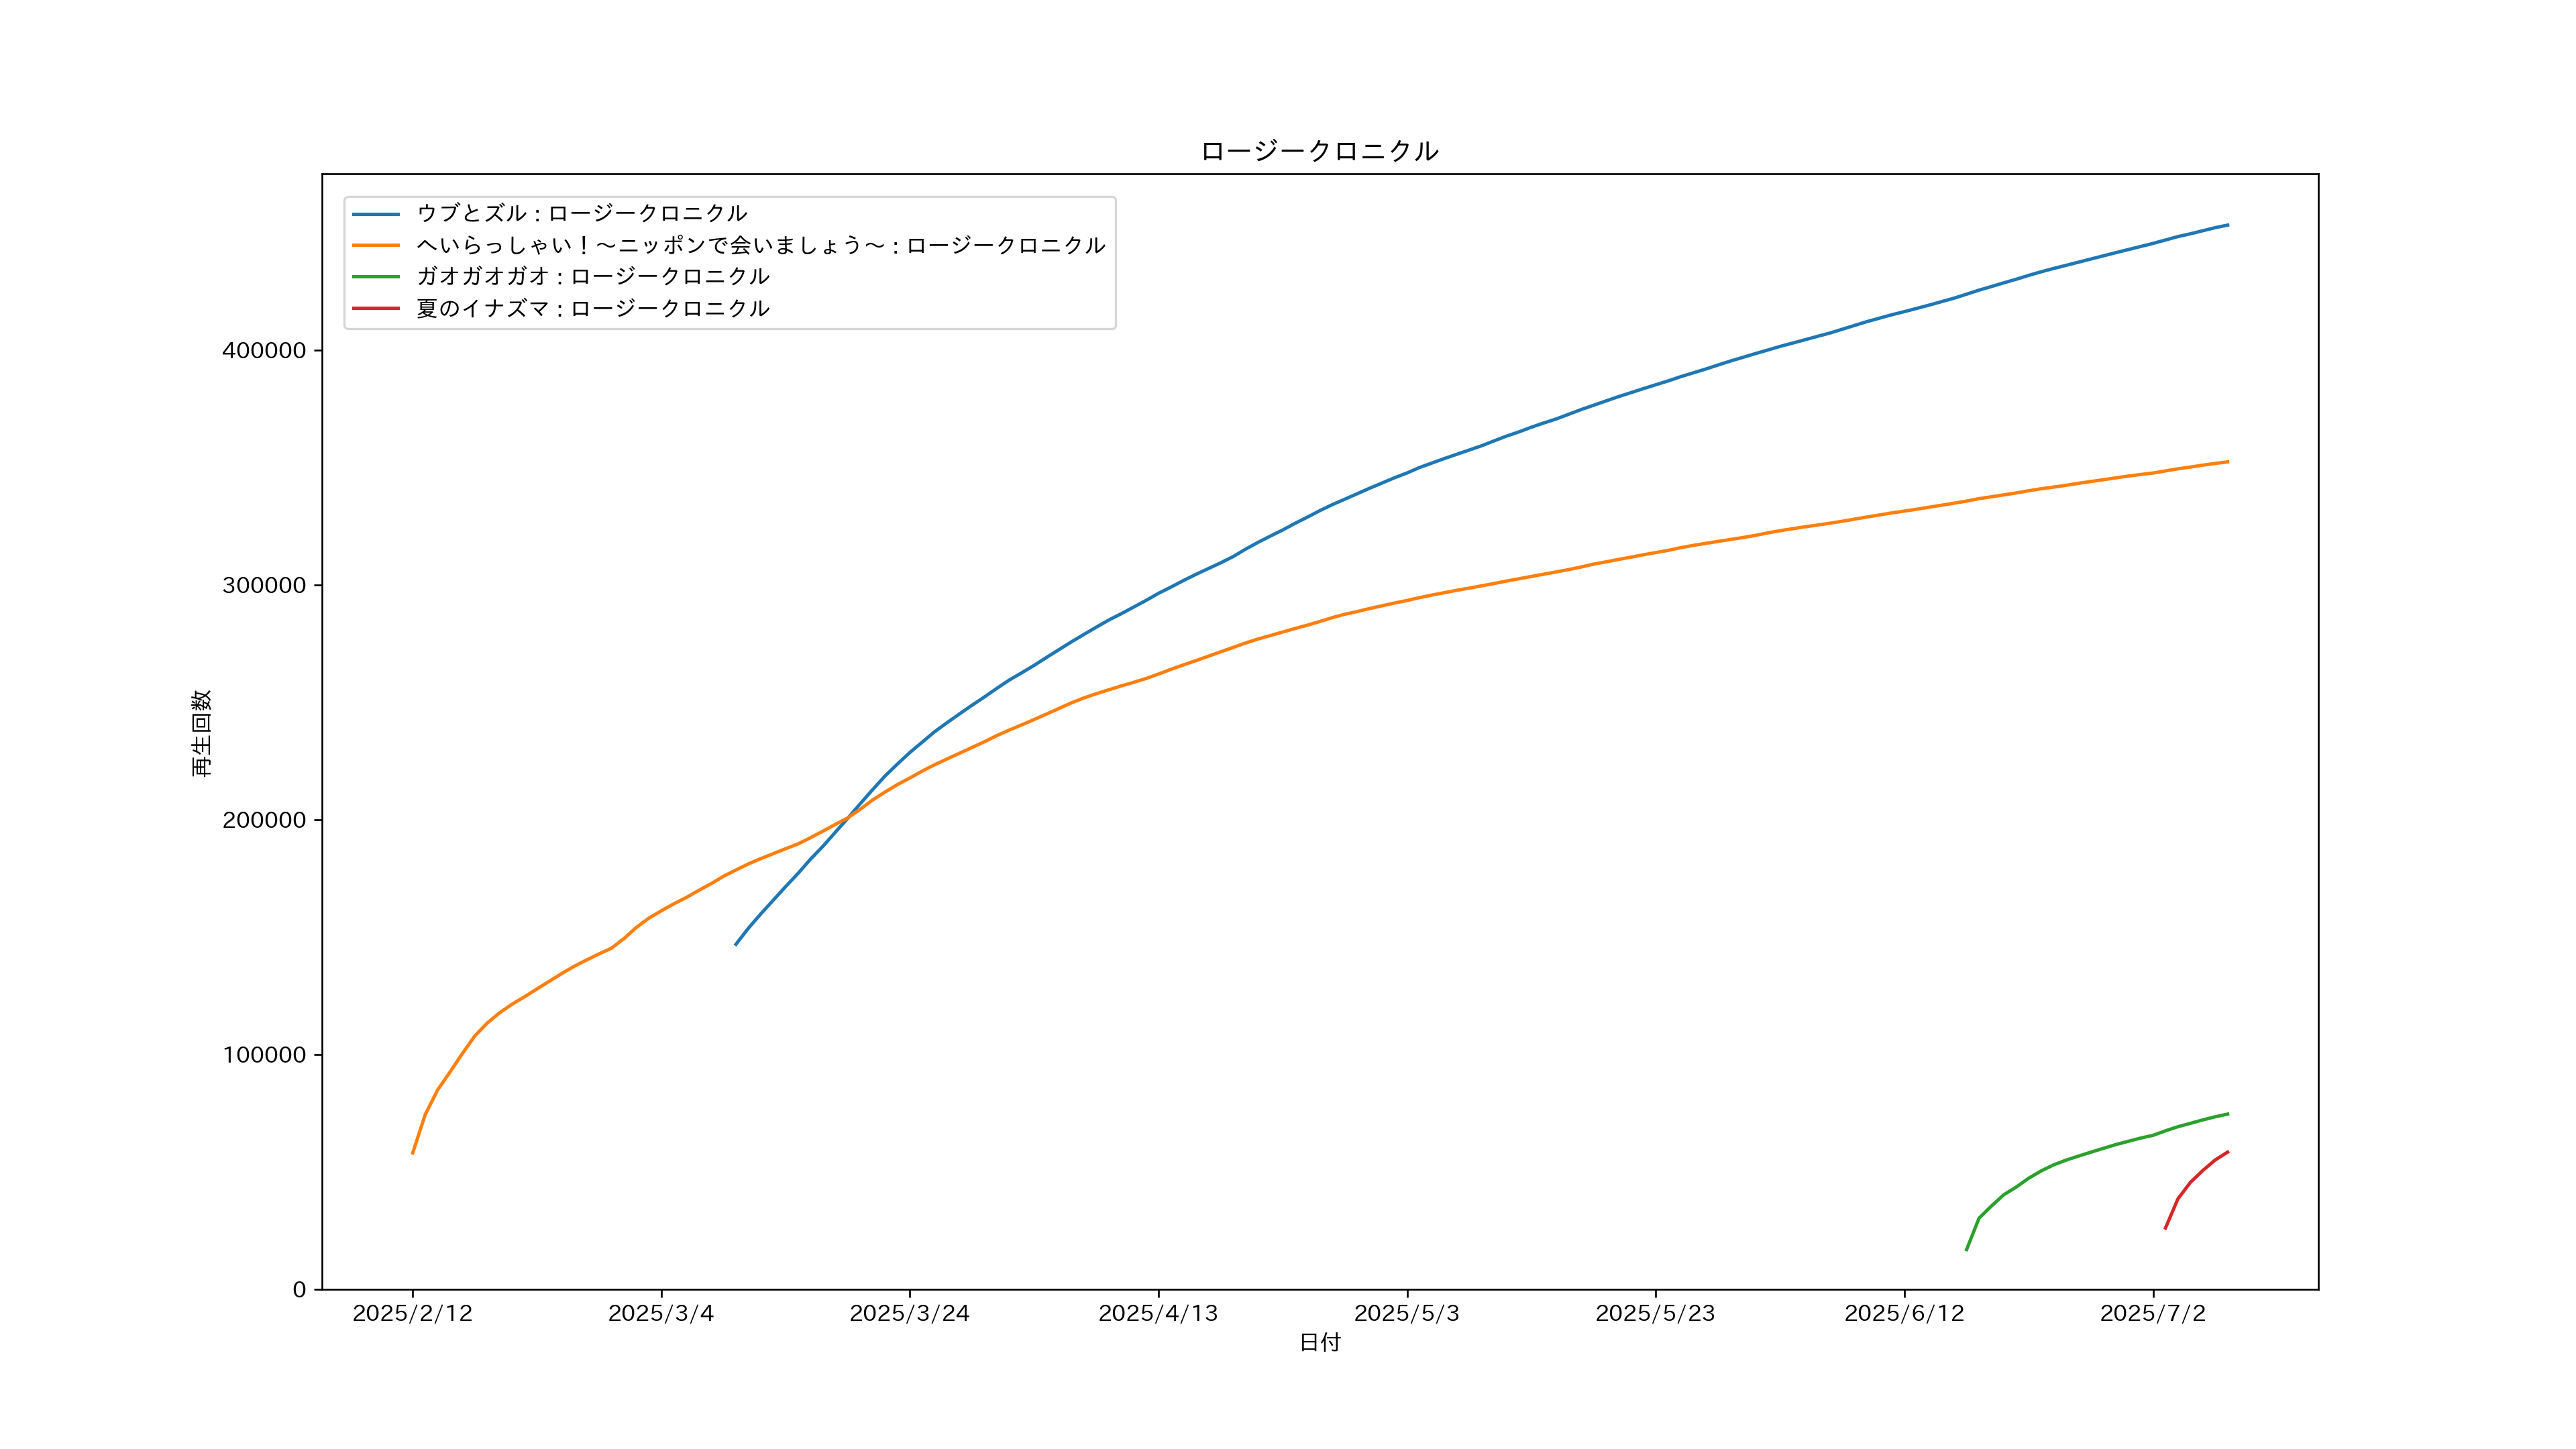 ロージークロニクル
ウブとズル : ロージークロニクル
へいらっしゃい！～ニッポンで会いましょう～ : ロージークロニクル
ガオガオガオ : ロージークロニクル
夏のイナズマ : ロージークロニクル
400000
300000
200000
100000
0
再生回数
2025/2/12 2025/3/4 2025/3/24 2025/4/13 2025/5/3 2025/5/23 2025/6/12 2025/7/2
日付